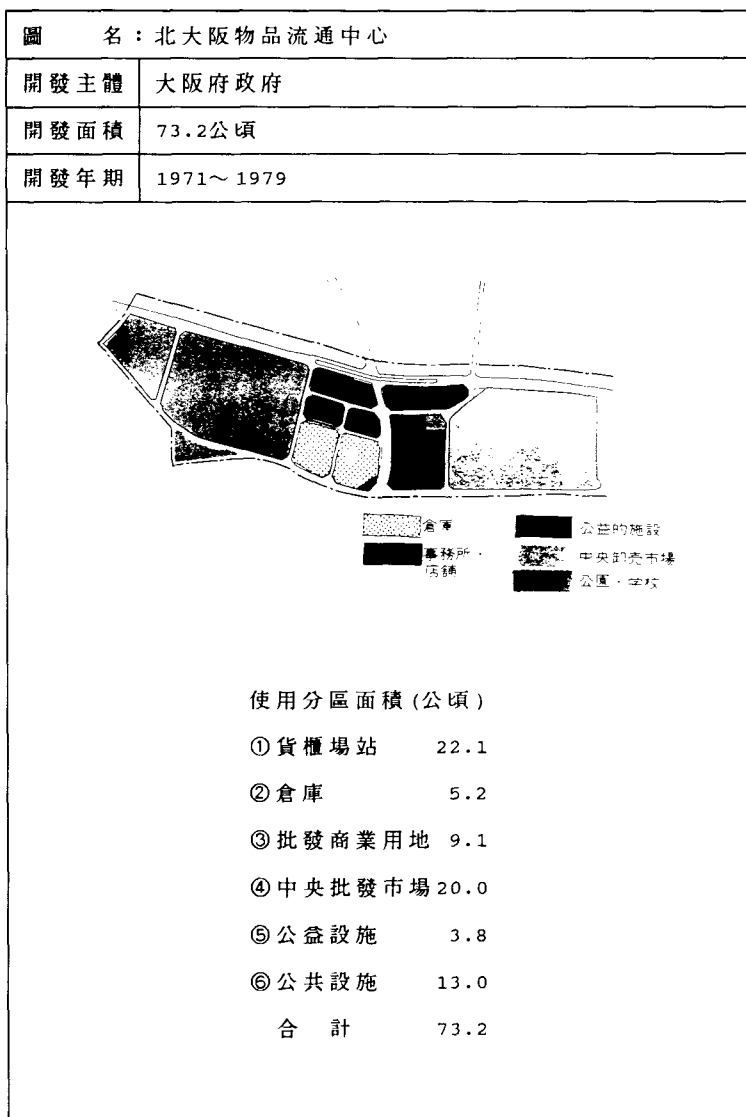 圖　　名：北大阪物品流通中心
開發主體 大阪府政府
開發面積 73.2公頃
開發年期 1971～1979
倉庫 公益的施設
事務所・店舗 中央卸売市場
公園・学校
使用分區面積(公頃)
①貨櫃場站 22.1
②倉庫 5.2
③批發商業用地 9.1
④中央批發市場 20.0
⑤公益設施 3.8
⑥公共設施 13.0
合計 73.2